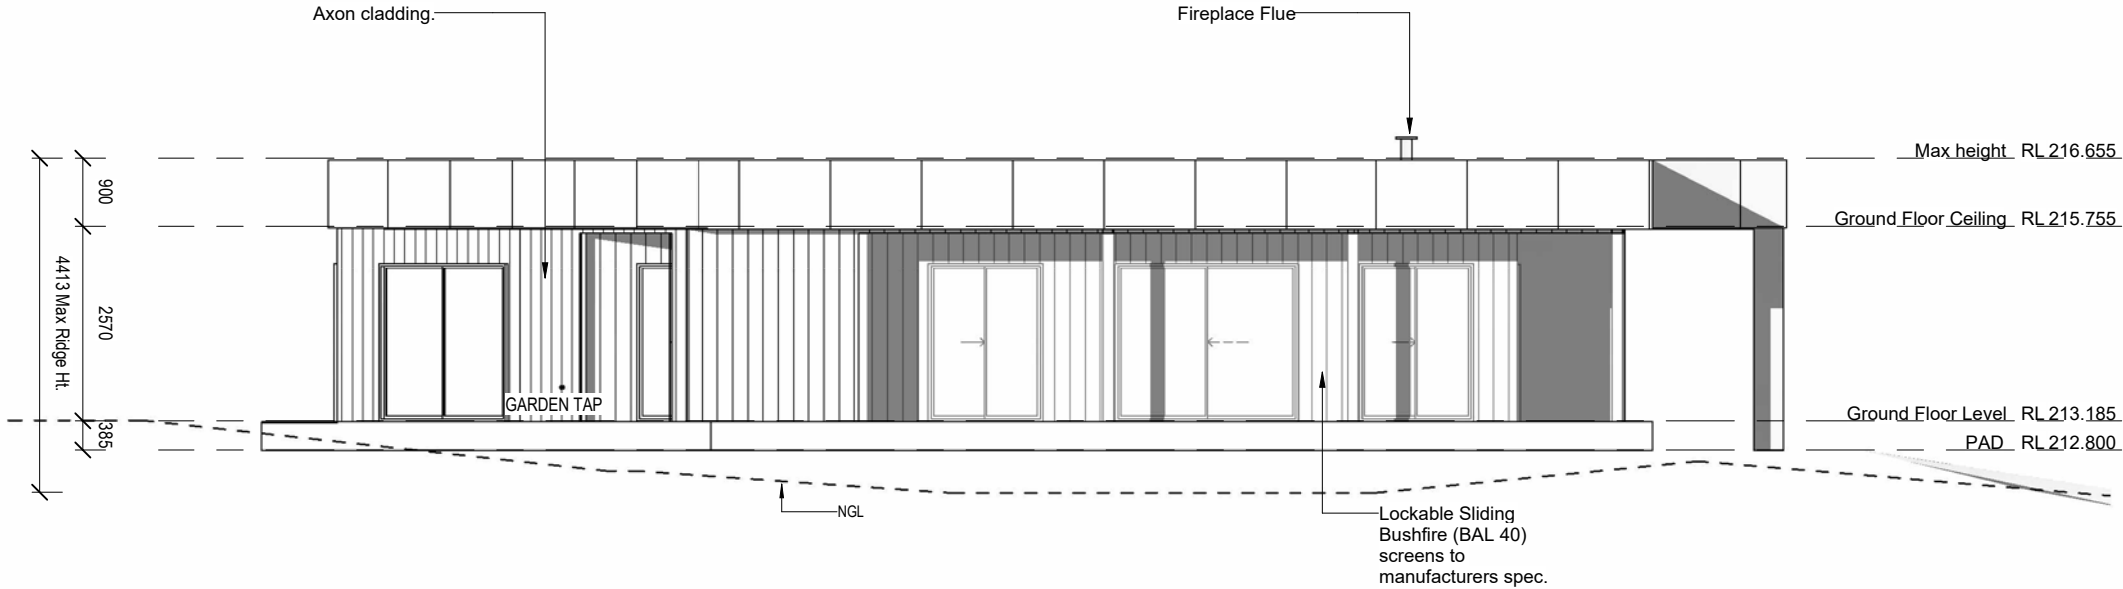 Axon cladding.
Fireplace Flue
Max height RL 216.655
900
Ground Floor Ceiling RL 215.755
4413 Max Ridge Ht.
2570
GARDEN TAP
Ground Floor Level RL 213.185
385
PAD RL 212.800
NGL
Lockable Sliding
Bushfire (BAL 40)
screens to
manufacturers spec.